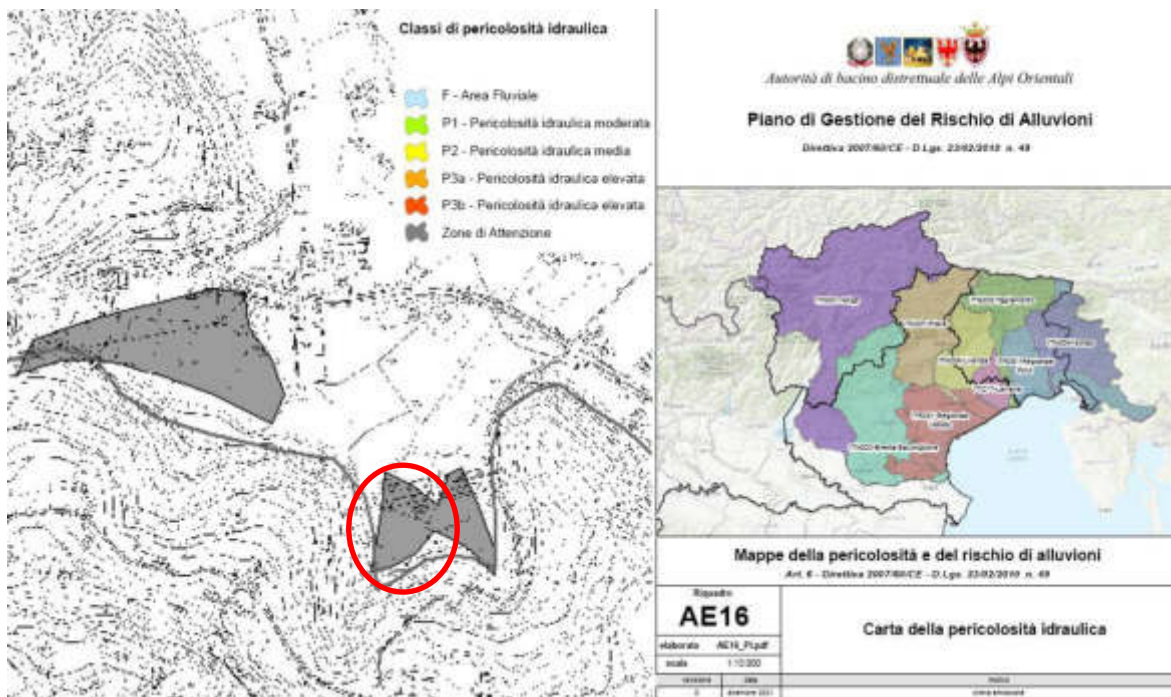 Classi di pericolosità idraulica
F - Area Fluviale
P1 - Pericolosità idraulica moderata
P2 - Pericolosità idraulica media
P3a - Pericolosità idraulica elevata
P3b - Pericolosità idraulica elevata
Zone di Attenzione
Autorità di bacino distrettuale delle Alpi Orientali
Piano di Gestione del Rischio di Alluvioni
Direttiva 2007/60/CE - D.Lgs. 23/02/2010 n. 49
Mappe della pericolosità e del rischio di alluvioni
Art. 6 - Direttiva 2007/60/CE - D.Lgs. 23/02/2010 n. 49
Riquadro
AE16
elaborato AE16_PI.pdf
scala 1:10.000
Carta della pericolosità idraulica
data
0 dicembre 2021